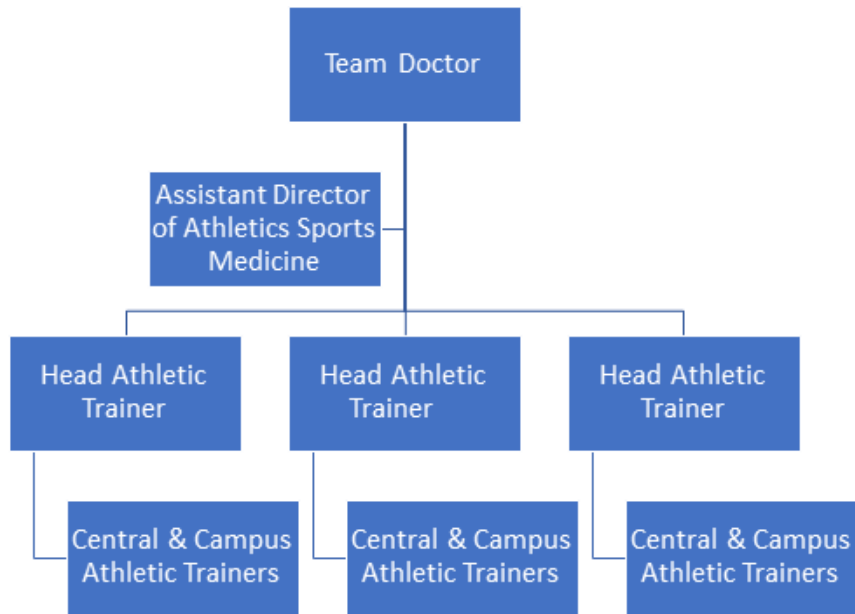 Team Doctor
Assistant Director
of Athletics Sports
Medicine
Head Athletic
Trainer
Head Athletic
Trainer
Head Athletic
Trainer
Central & Campus
Athletic Trainers
Central & Campus
Athletic Trainers
Central & Campus
Athletic Trainers